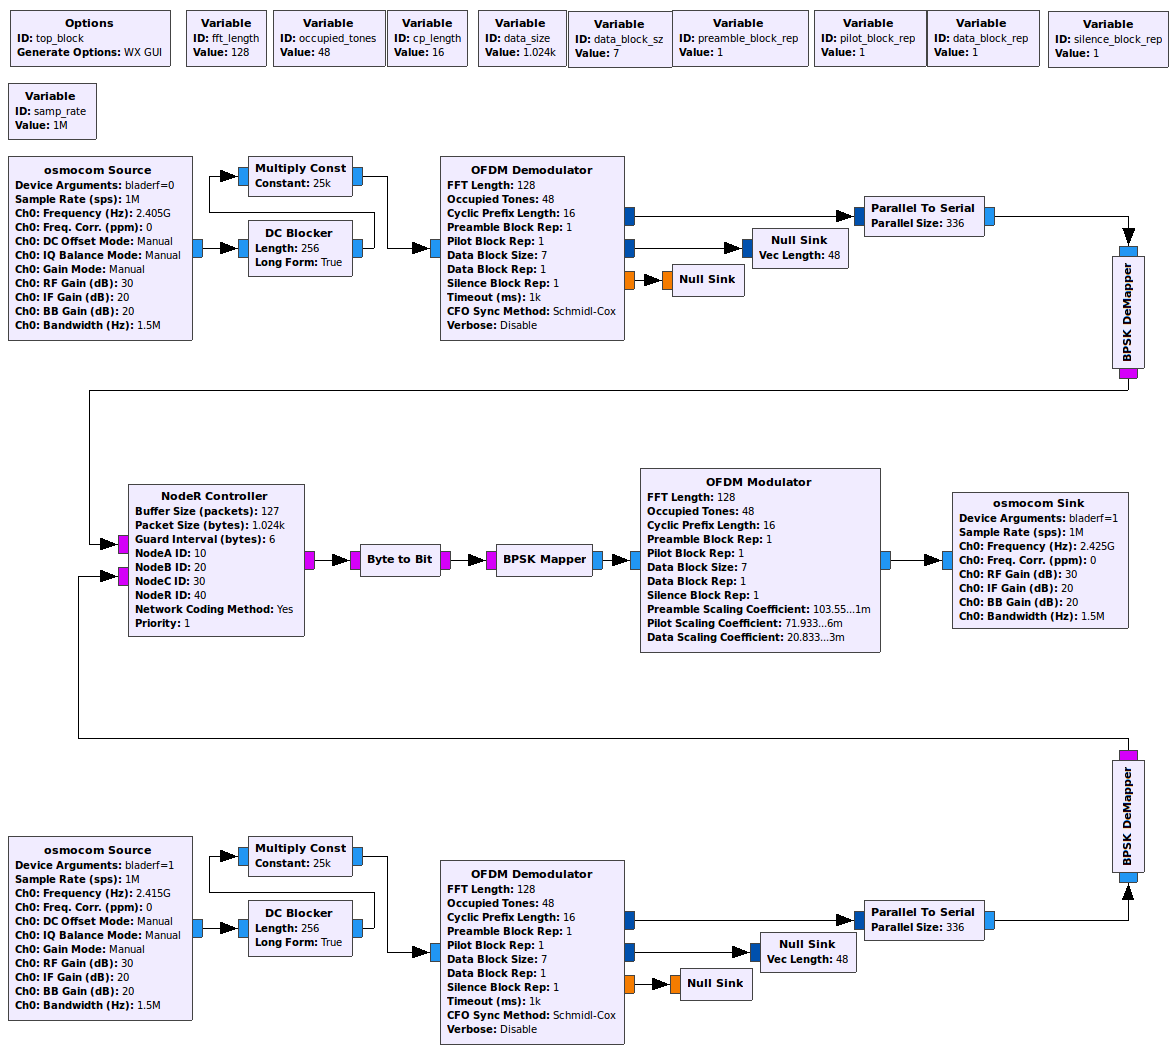 Options
ID: top_block
Generate Options: WX GUI
Variable
ID: fft_length
Value: 128
Variable
ID: occupied_tones
Value: 48
Variable
ID: cp_length
Value: 16
Variable
ID: data_size
Value: 1.024k
Variable
ID: data_block_sz
Value: 7
Variable
ID: preamble_block_rep
Value: 1
Variable
ID: pilot_block_rep
Value: 1
Variable
ID: data_block_rep
Value: 1
Variable
ID: silence_block_rep
Value: 1
Variable
ID: samp_rate
Value: 1M
osmocom Source
Device Arguments: bladerf=0
Sample Rate (sps): 1M
Ch0: Frequency (Hz): 2.405G
Ch0: Freq. Corr. (ppm): 0
Ch0: DC Offset Mode: Manual
Ch0: IQ Balance Mode: Manual
Ch0: Gain Mode: Manual
Ch0: RF Gain (dB): 30
Ch0: IF Gain (dB): 20
Ch0: BB Gain (dB): 20
Ch0: Bandwidth (Hz): 1.5M
Multiply Const
Constant: 25k
DC Blocker
Length: 256
Long Form: True
OFDM Demodulator
FFT Length: 128
Occupied Tones: 48
Cyclic Prefix Length: 16
Preamble Block Rep: 1
Pilot Block Rep: 1
Data Block Size: 7
Data Block Rep: 1
Silence Block Rep: 1
Timeout (ms): 1k
CFO Sync Method: Schmidl-Cox
Verbose: Disable
Parallel To Serial
Parallel Size: 336
Null Sink
Vec Length: 48
Null Sink
BPSK DeMapper
NodeR Controller
Buffer Size (packets): 127
Packet Size (bytes): 1.024k
Guard Interval (bytes): 6
NodeA ID: 10
NodeB ID: 20
NodeC ID: 30
NodeR ID: 40
Network Coding Method: Yes
Priority: 1
Byte to Bit
BPSK Mapper
OFDM Modulator
FFT Length: 128
Occupied Tones: 48
Cyclic Prefix Length: 16
Preamble Block Rep: 1
Pilot Block Rep: 1
Data Block Size: 7
Data Block Rep: 1
Silence Block Rep: 1
Preamble Scaling Coefficient: 103.55...1m
Pilot Scaling Coefficient: 71.933...6m
Data Scaling Coefficient: 20.833...3m
osmocom Sink
Device Arguments: bladerf=1
Sample Rate (sps): 1M
Ch0: Frequency (Hz): 2.425G
Ch0: Freq. Corr. (ppm): 0
Ch0: RF Gain (dB): 30
Ch0: IF Gain (dB): 20
Ch0: BB Gain (dB): 20
Ch0: Bandwidth (Hz): 1.5M
BPSK DeMapper
osmocom Source
Device Arguments: bladerf=1
Sample Rate (sps): 1M
Ch0: Frequency (Hz): 2.415G
Ch0: Freq. Corr. (ppm): 0
Ch0: DC Offset Mode: Manual
Ch0: IQ Balance Mode: Manual
Ch0: Gain Mode: Manual
Ch0: RF Gain (dB): 30
Ch0: IF Gain (dB): 20
Ch0: BB Gain (dB): 20
Ch0: Bandwidth (Hz): 1.5M
Multiply Const
Constant: 25k
DC Blocker
Length: 256
Long Form: True
OFDM Demodulator
FFT Length: 128
Occupied Tones: 48
Cyclic Prefix Length: 16
Preamble Block Rep: 1
Pilot Block Rep: 1
Data Block Size: 7
Data Block Rep: 1
Silence Block Rep: 1
Timeout (ms): 1k
CFO Sync Method: Schmidl-Cox
Verbose: Disable
Parallel To Serial
Parallel Size: 336
Null Sink
Vec Length: 48
Null Sink